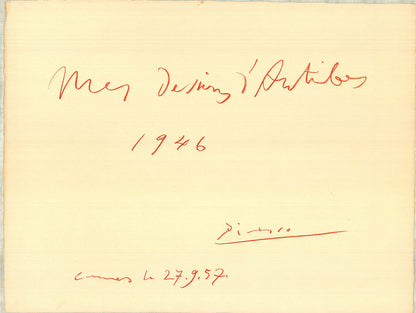 Mes Dessins d'Antibes
1946
Picasso
Cannes le 27.9.57.